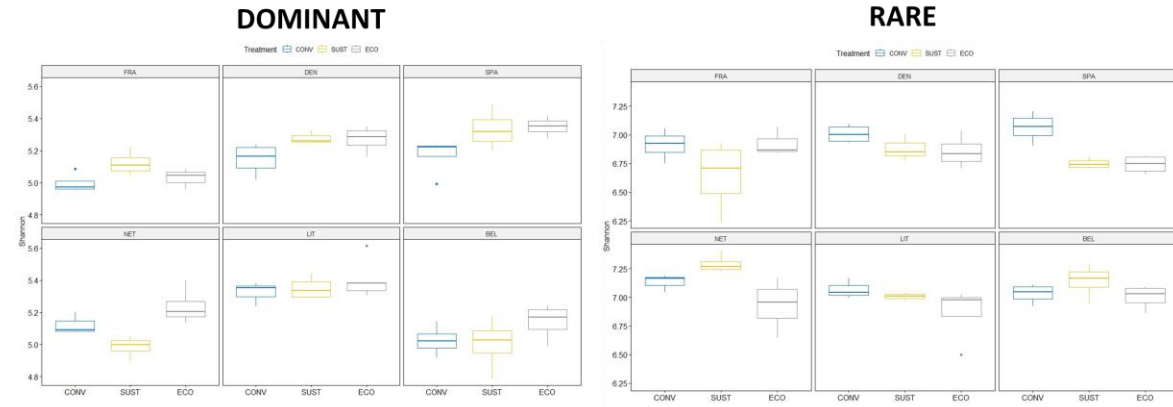 DOMINANT
Treatment CONV SUST ECO
FRA DEN SPA
5.6
5.4
5.2
5.0
4.8
Shannon
NET LIT BEL
5.6
5.4
5.2
5.0
4.8
CONV SUST ECO CONV SUST ECO CONV SUST ECO
RARE
Treatment CONV SUST ECO
FRA DEN SPA
7.25
7.00
6.75
6.50
6.25
Shannon
NET LIT BEL
7.25
7.00
6.75
6.50
6.25
CONV SUST ECO CONV SUST ECO CONV SUST ECO